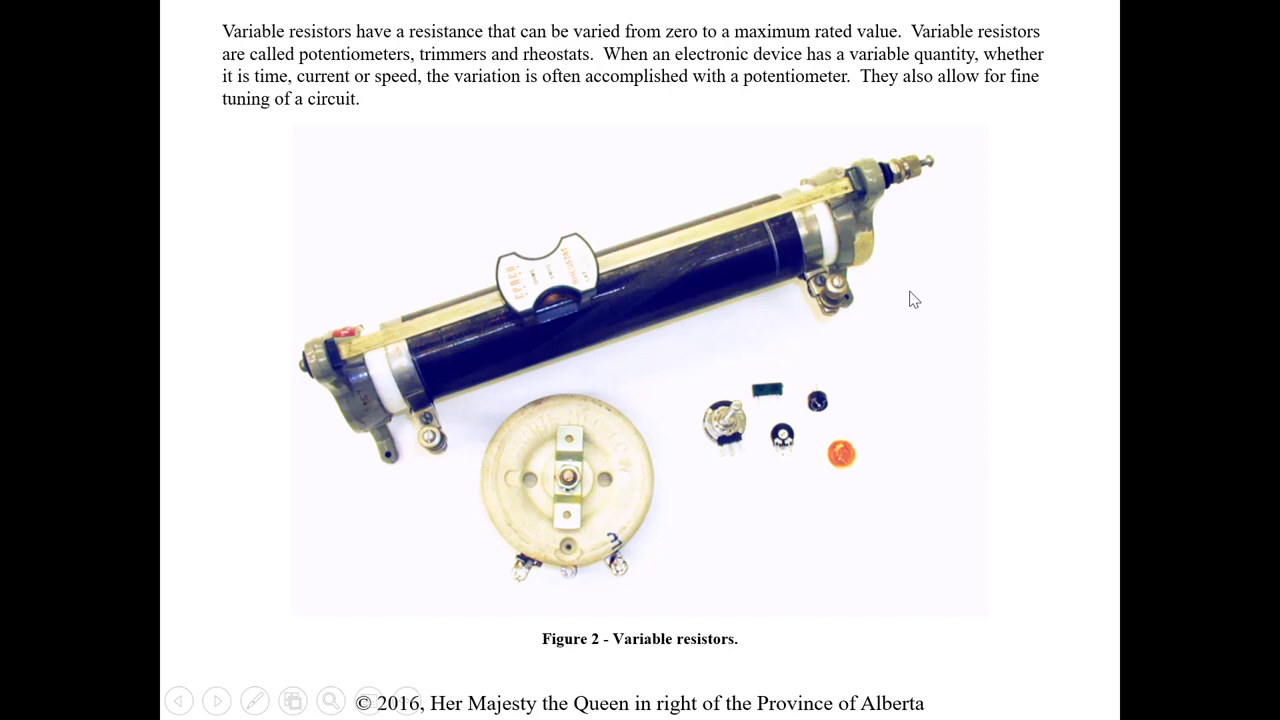 Variable resistors have a resistance that can be varied from zero to a maximum rated value.  Variable resistors
are called potentiometers, trimmers and rheostats.  When an electronic device has a variable quantity, whether
it is time, current or speed, the variation is often accomplished with a potentiometer.  They also allow for fine
tuning of a circuit.
Figure 2 - Variable resistors.
© 2016, Her Majesty the Queen in right of the Province of Alberta